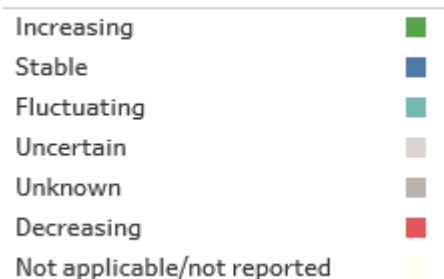 Increasing
Stable
Fluctuating
Uncertain
Unknown
Decreasing
Not applicable/not reported